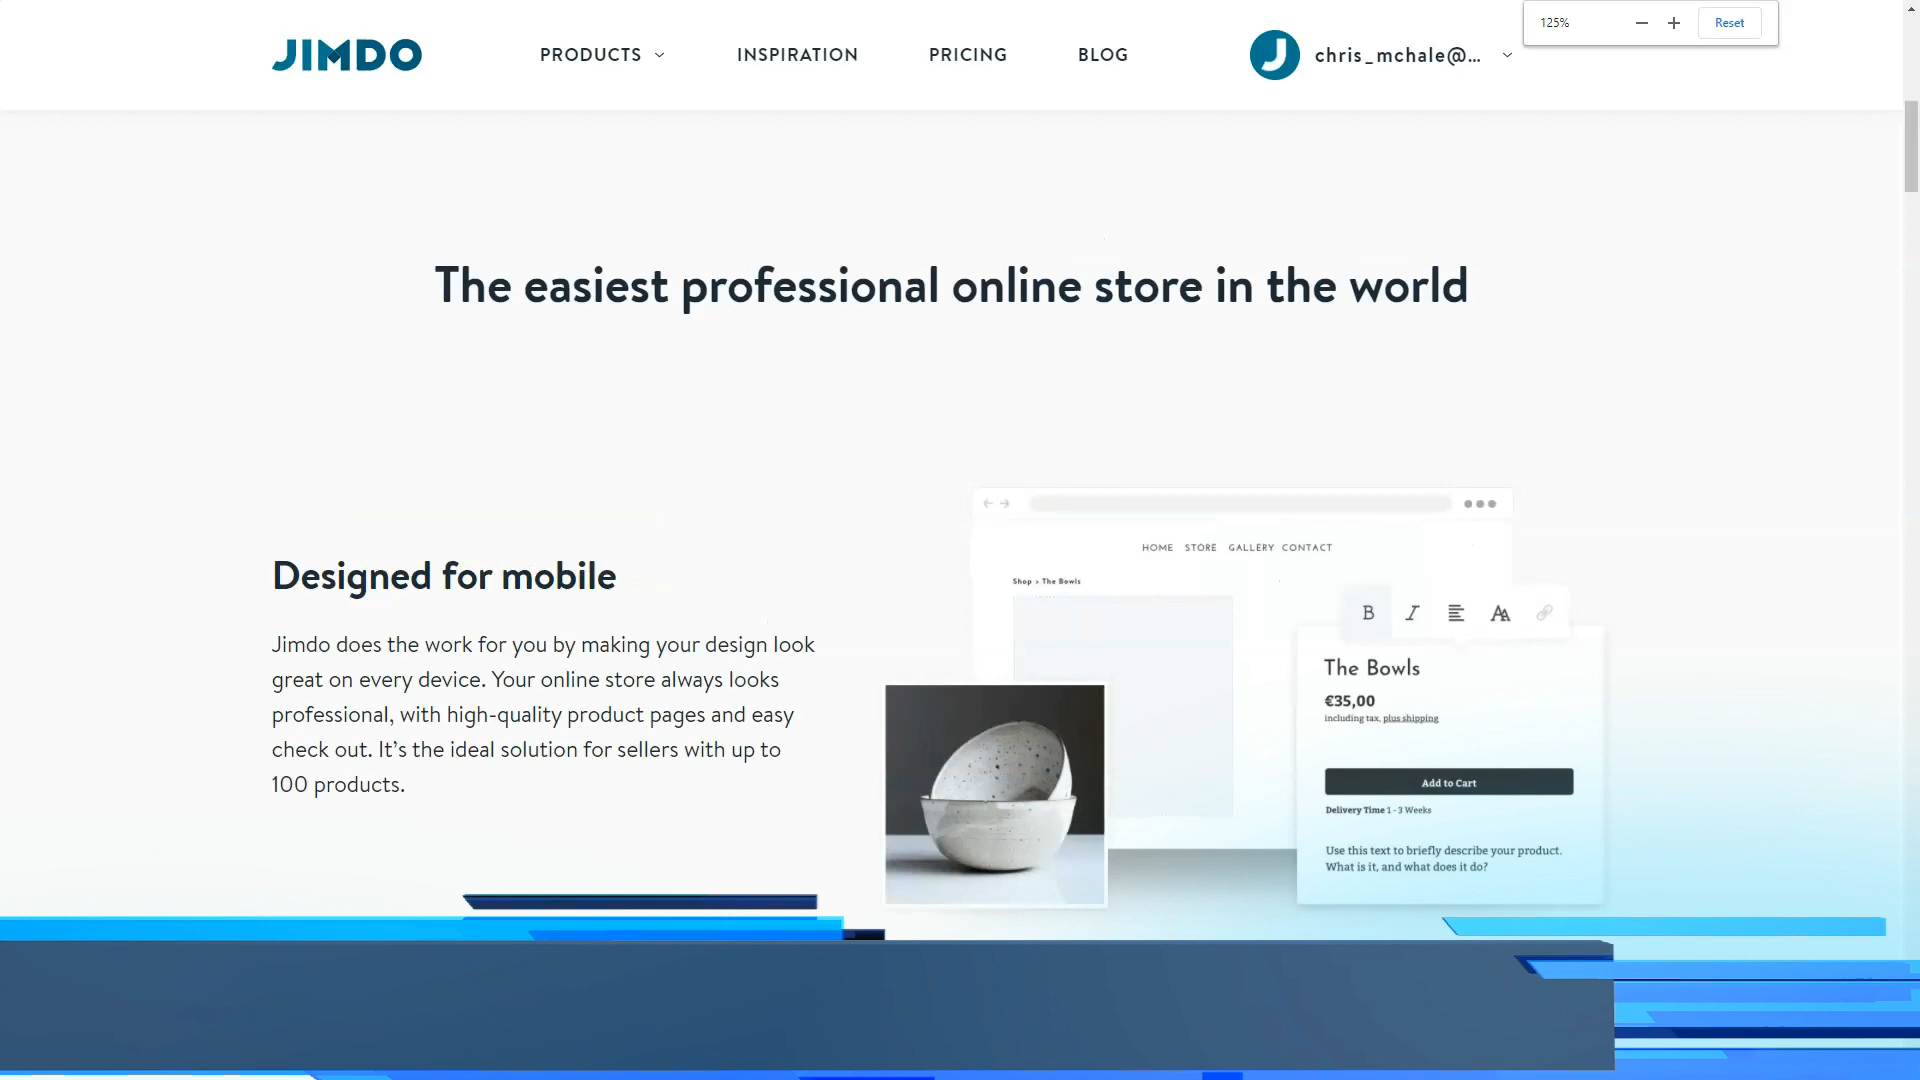 125%
Reset
JIMDO
PRODUCTS
INSPIRATION
PRICING
BLOG
J
chris_mchale@...
The easiest professional online store in the world
Designed for mobile
Jimdo does the work for you by making your design look
great on every device. Your online store always looks
professional, with high-quality product pages and easy
check out. It’s the ideal solution for sellers with up to
100 products.
HOME STORE GALLERY CONTACT
Shop > The Bowls
B I AA
The Bowls
€35,00
including tax, plus shipping
Add to Cart
Delivery Time 1 - 3 Weeks
Use this text to briefly describe your product.
What is it, and what does it do?